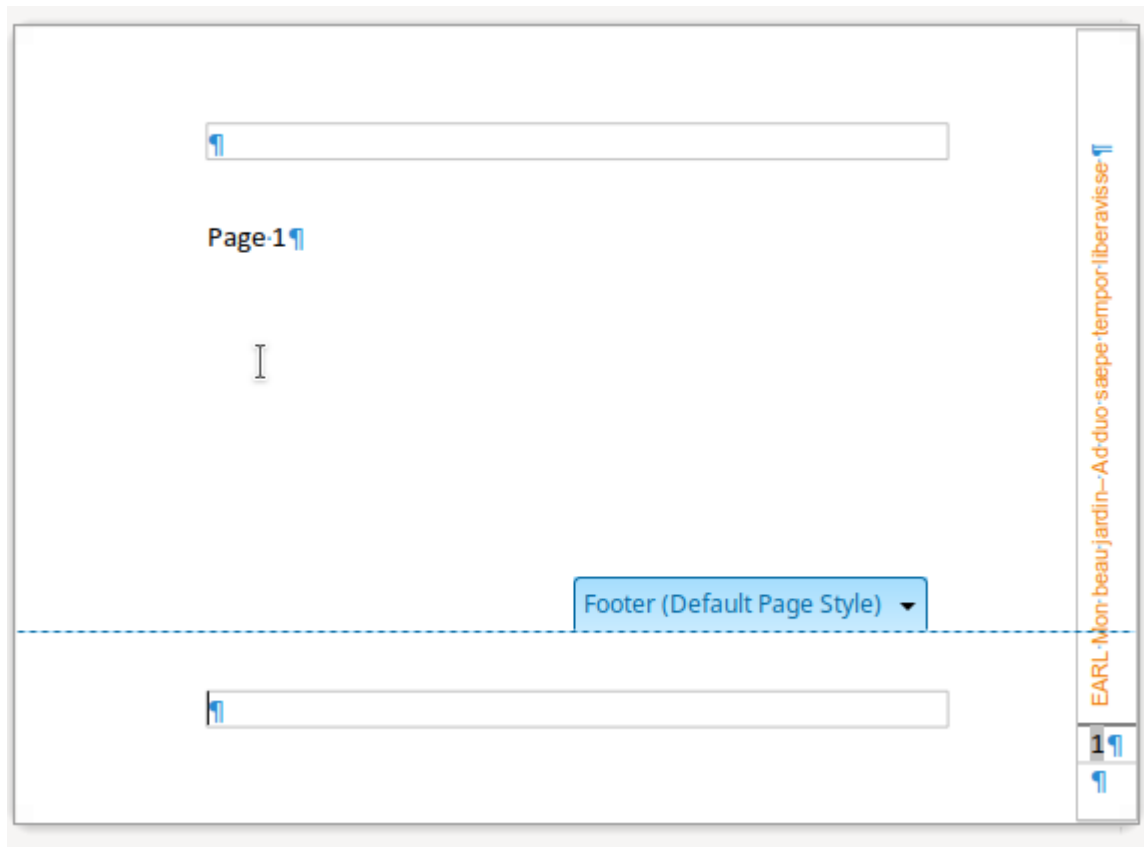 ¶
Page·1¶
EARL·Mon·beau·jardin·–·Ad·duo·saepe·tempor·liberavisse·¶
Footer (Default Page Style)
¶
1¶
¶